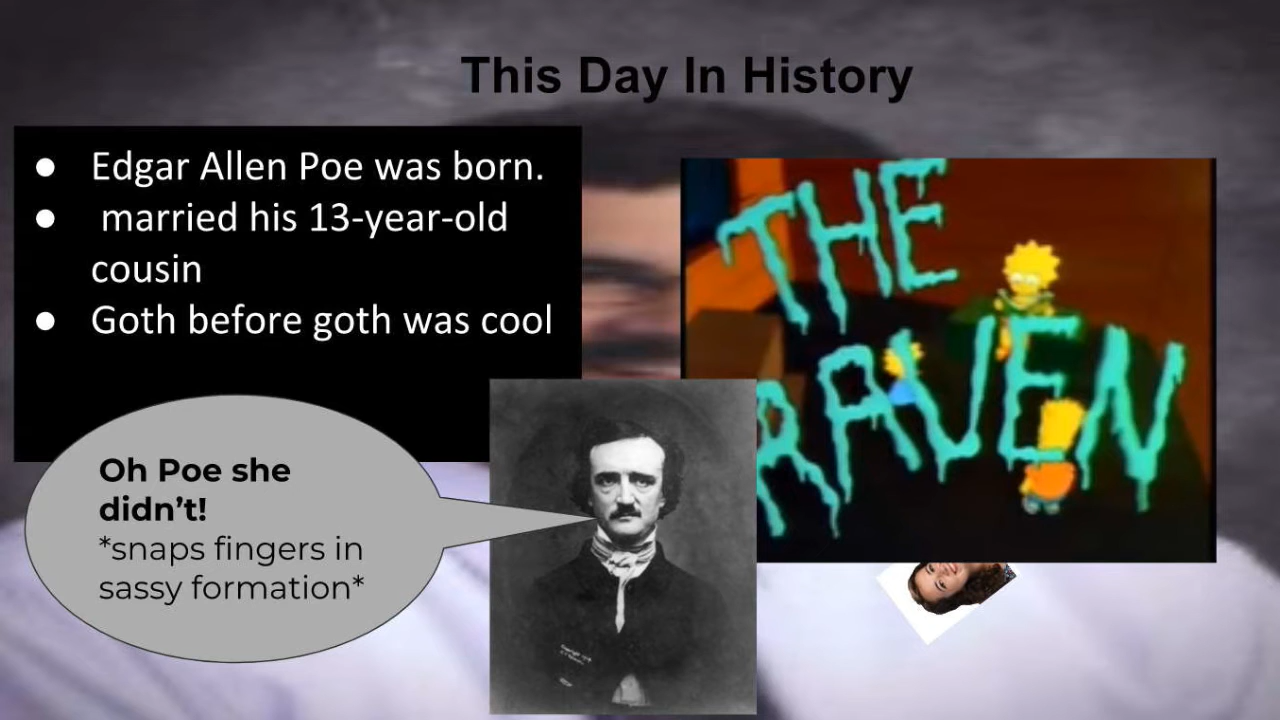 This Day In History
● Edgar Allen Poe was born.
● married his 13-year-old
cousin
● Goth before goth was cool
THE
RAVEN
Oh Poe she
didn’t!
*snaps fingers in
sassy formation*